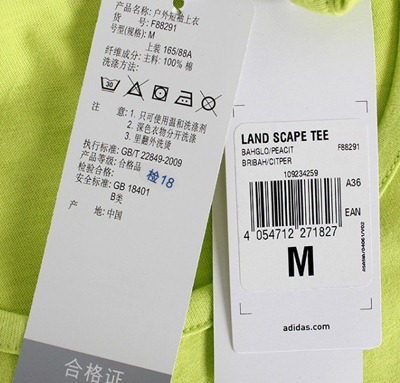 产品名称: 户外短袖上衣
货 号: F88291
号型(规格): M
上装 165/88A
纤维成分: 主料: 100% 棉
洗涤方法:
30
注意: 1. 只可使用温和洗涤剂
2. 深色衣物分开洗涤
3. 里翻外洗烫
执行标准: GB/T 22849-2009
产品等级: 合格品
检验合格: 检18
安全标准: GB 18401
B类
产 地: 中国
合格证
LAND SCAPE TEE
BAHGLO/PEACIT F88291
BRIBAH/CITPER
109234259
A36
EAN
4 054712 271827
M
adidas.com